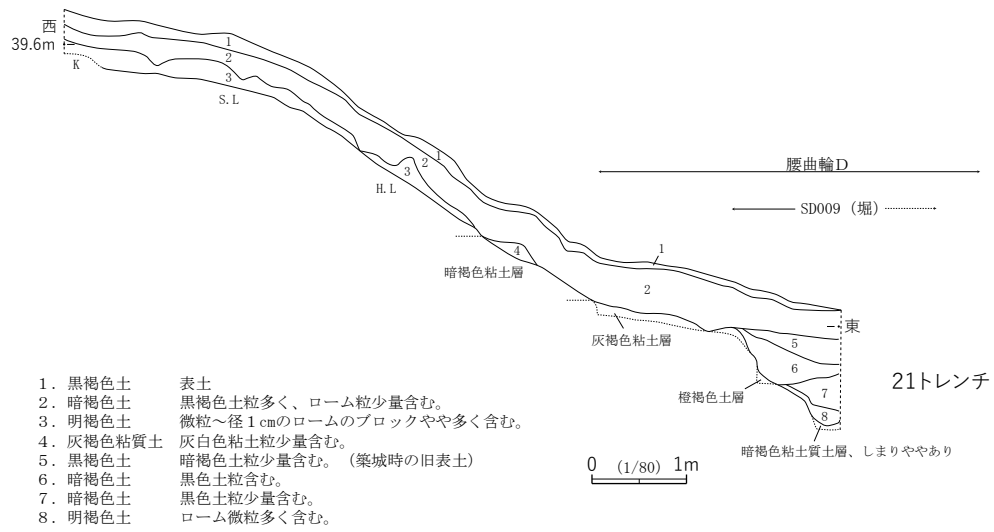 西
39.6m
1
2
K
3
S.L
1
2
3
H.L
腰曲輪D
SD009（堀）
1
4
暗褐色粘土層
2
東
灰褐色粘土層
5
6
橙褐色土層
7
21トレンチ
8
暗褐色粘土質土層、しまりややあり
0 (1/80) 1m
1．黒褐色土　表土
2．暗褐色土　黒褐色土粒多く、ローム粒少量含む。
3．明褐色土　微粒～径１㎝のロームのブロックやや多く含む。
4．灰褐色粘質土　灰白色粘土粒少量含む。
5．黒褐色土　暗褐色土粒少量含む。（築城時の旧表土）
6．暗褐色土　黒色土粒含む。
7．暗褐色土　黒色土粒少量含む。
8．明褐色土　ローム微粒多く含む。